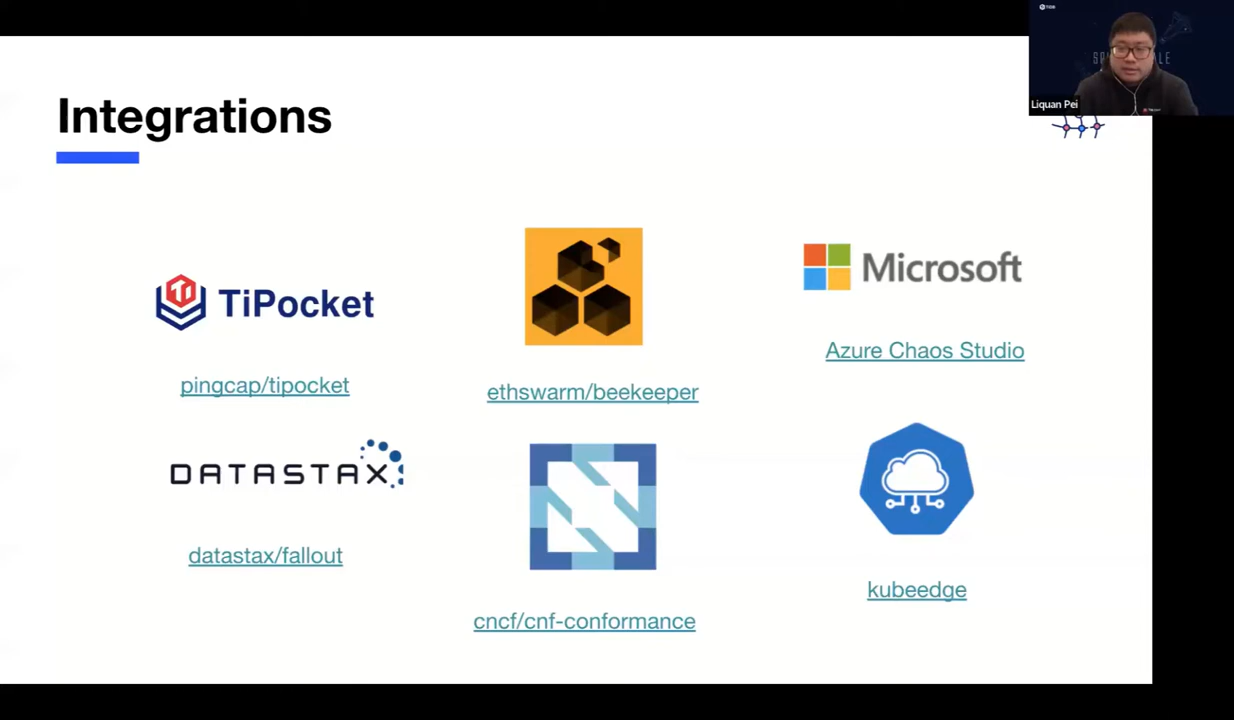 Integrations
Liquan Pei
TiPocket
pingcap/tipocket
ethswarm/beekeeper
Microsoft
Azure Chaos Studio
DATASTAX
datastax/fallout
cncf/cnf-conformance
kubeedge